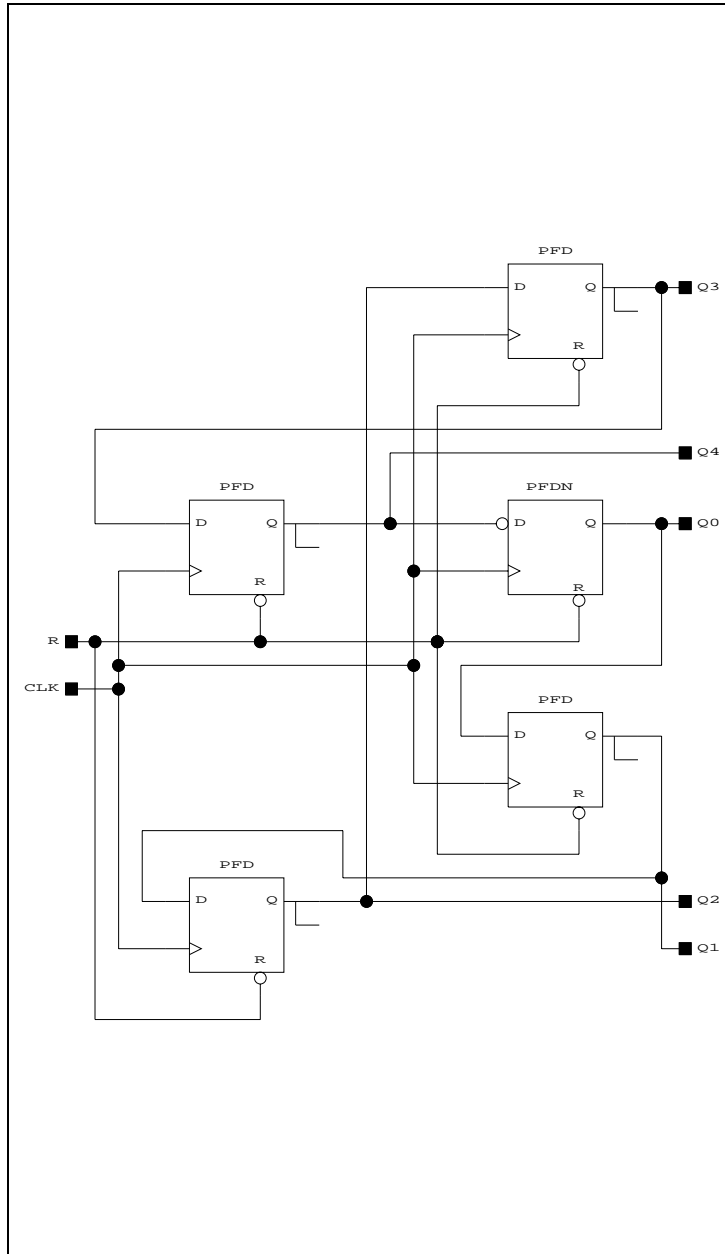 PFD
D Q Q3
R
Q4
PFD PFDN
D Q D Q Q0
R R
R
CLK
PFD
D Q
R
PFD
D Q Q2
Q1
R